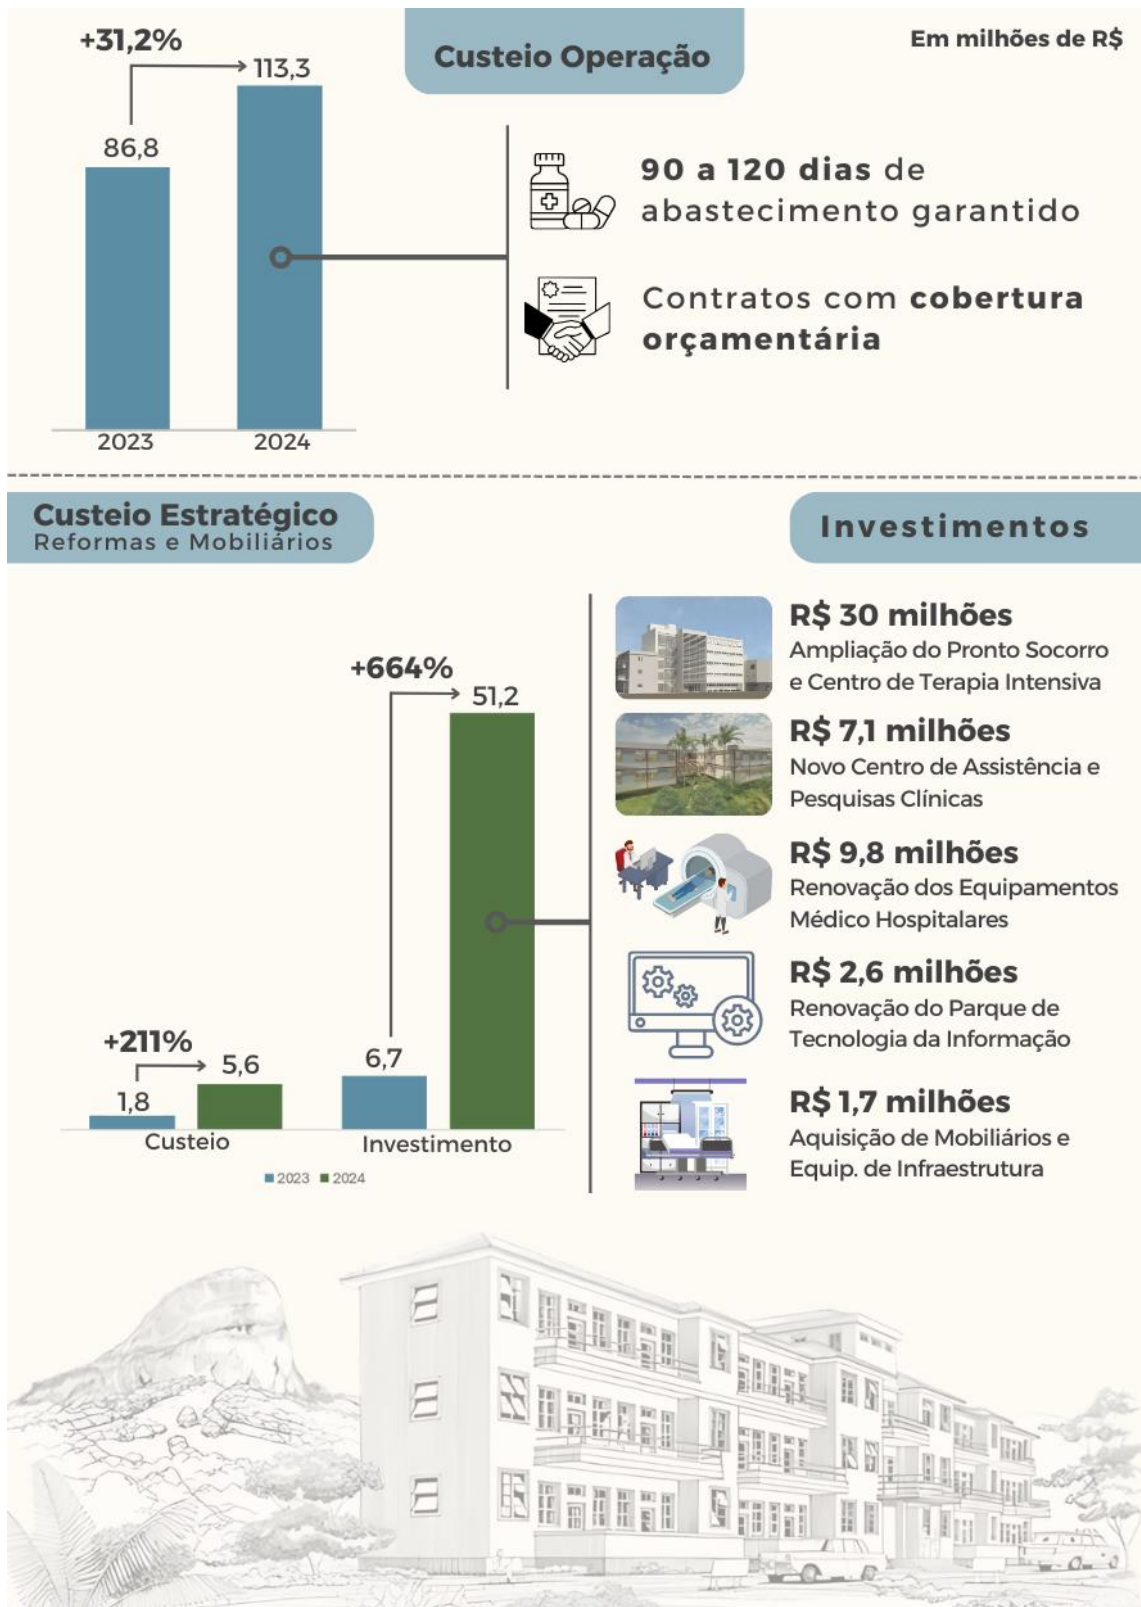 +31,2%
Custeio Operação
Em milhões de R$
113,3
86,8
90 a 120 dias de
abastecimento garantido
Contratos com cobertura
orçamentária
2023
2024
Custeio Estratégico
Reformas e Mobiliários
Investimentos
+664%
51,2
+211%
5,6
6,7
1,8
Custeio
Investimento
2023
2024
R$ 30 milhões
Ampliação do Pronto Socorro
e Centro de Terapia Intensiva
R$ 7,1 milhões
Novo Centro de Assistência e
Pesquisas Clínicas
R$ 9,8 milhões
Renovação dos Equipamentos
Médico Hospitalares
R$ 2,6 milhões
Renovação do Parque de
Tecnologia da Informação
R$ 1,7 milhões
Aquisição de Mobiliários e
Equip. de Infraestrutura